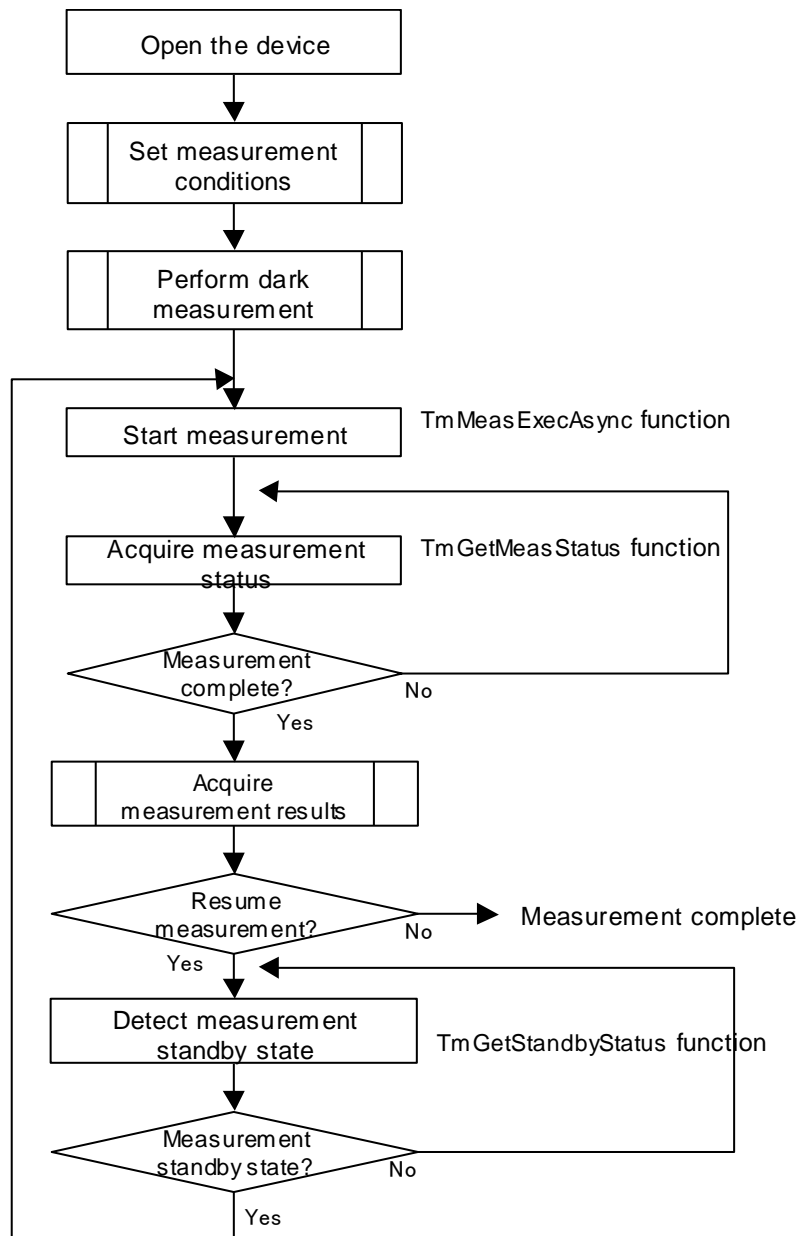 Open the device
Set measurement
conditions
Perform dark
measurement
Start measurement
TmMeasExecAsync function
Acquire measurement
status
TmGetMeasStatus function
Measurement
complete?
No
Yes
Acquire
measurement results
Resume
measurement?
No
Measurement complete
Yes
Detect measurement
standby state
TmGetStandbyStatus function
Measurement
standby state?
No
Yes